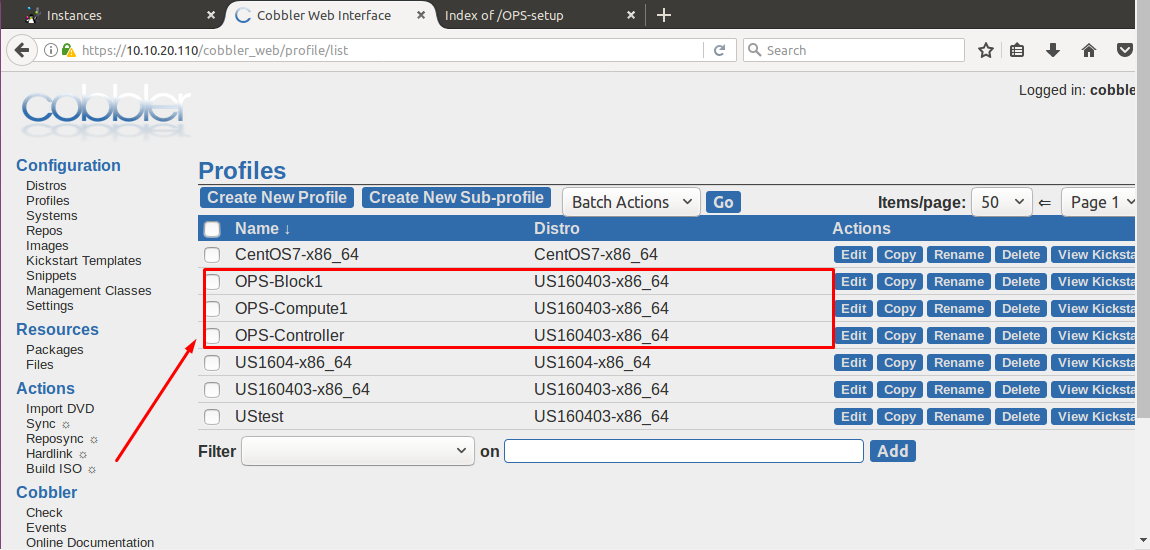 Instances × Cobbler Web Interface × Index of /OPS-setup × +
https://10.10.20.110/cobbler_web/profile/list Search
cobbler
Logged in: cobble
Configuration
Distros
Profiles
Systems
Repos
Images
Kickstart Templates
Snippets
Management Classes
Settings
Resources
Packages
Files
Actions
Import DVD
Sync ☼
Reposync ☼
Hardlink ☼
Build ISO ☼
Cobbler
Check
Events
Online Documentation
Profiles
Create New Profile Create New Sub-profile Batch Actions Go Items/page: 50 ⇐ Page 1
Name ↓ Distro Actions
CentOS7-x86_64 CentOS7-x86_64 Edit Copy Rename Delete View Kicksta
OPS-Block1 US160403-x86_64 Edit Copy Rename Delete View Kicksta
OPS-Compute1 US160403-x86_64 Edit Copy Rename Delete View Kicksta
OPS-Controller US160403-x86_64 Edit Copy Rename Delete View Kicksta
US1604-x86_64 US1604-x86_64 Edit Copy Rename Delete View Kicksta
US160403-x86_64 US160403-x86_64 Edit Copy Rename Delete View Kicksta
UStest US160403-x86_64 Edit Copy Rename Delete View Kicksta
Filter on Add